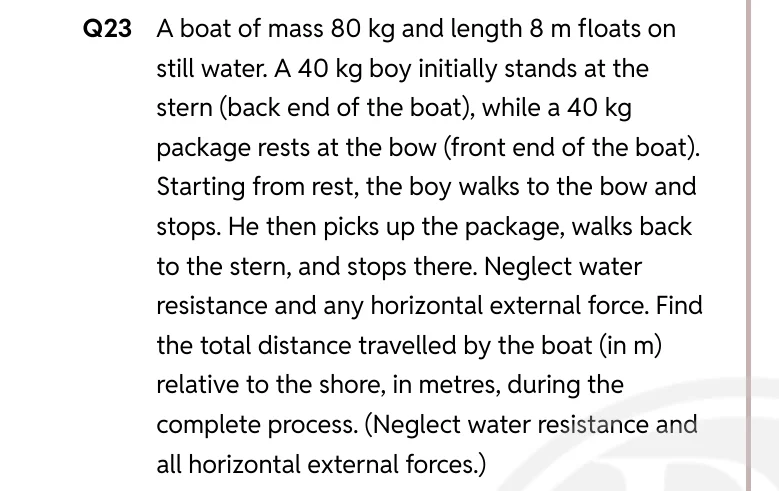 Q23 A boat of mass 80 kg and length 8 m floats on
still water. A 40 kg boy initially stands at the
stern (back end of the boat), while a 40 kg
package rests at the bow (front end of the boat).
Starting from rest, the boy walks to the bow and
stops. He then picks up the package, walks back
to the stern, and stops there. Neglect water
resistance and any horizontal external force. Find
the total distance travelled by the boat (in m)
relative to the shore, in metres, during the
complete process. (Neglect water resistance and
all horizontal external forces.)